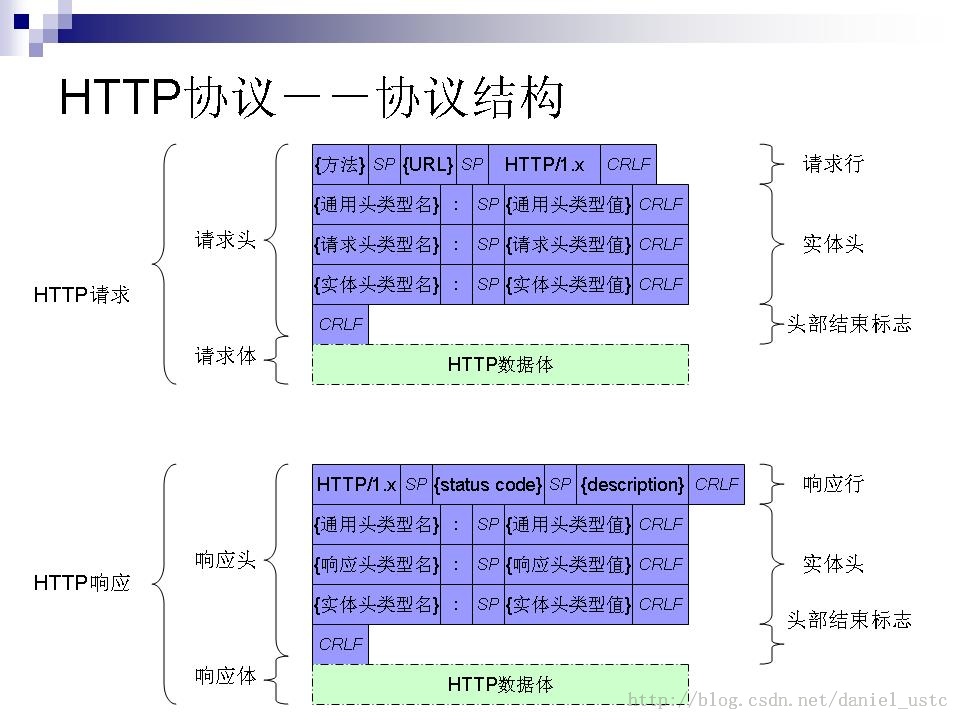 HTTP协议－－协议结构
{方法} SP {URL} SP HTTP/1.x CRLF 请求行
{通用头类型名} : SP {通用头类型值} CRLF
请求头 {请求头类型名} : SP {请求头类型值} CRLF 实体头
{实体头类型名} : SP {实体头类型值} CRLF
HTTP请求
CRLF 头部结束标志
请求体 HTTP数据体
HTTP/1.x SP {status code} SP {description} CRLF 响应行
{通用头类型名} : SP {通用头类型值} CRLF
响应头 {响应头类型名} : SP {响应头类型值} CRLF 实体头
HTTP响应
{实体头类型名} : SP {实体头类型值} CRLF 头部结束标志
CRLF
响应体 HTTP数据体
http://blog.csdn.net/daniel_ustc